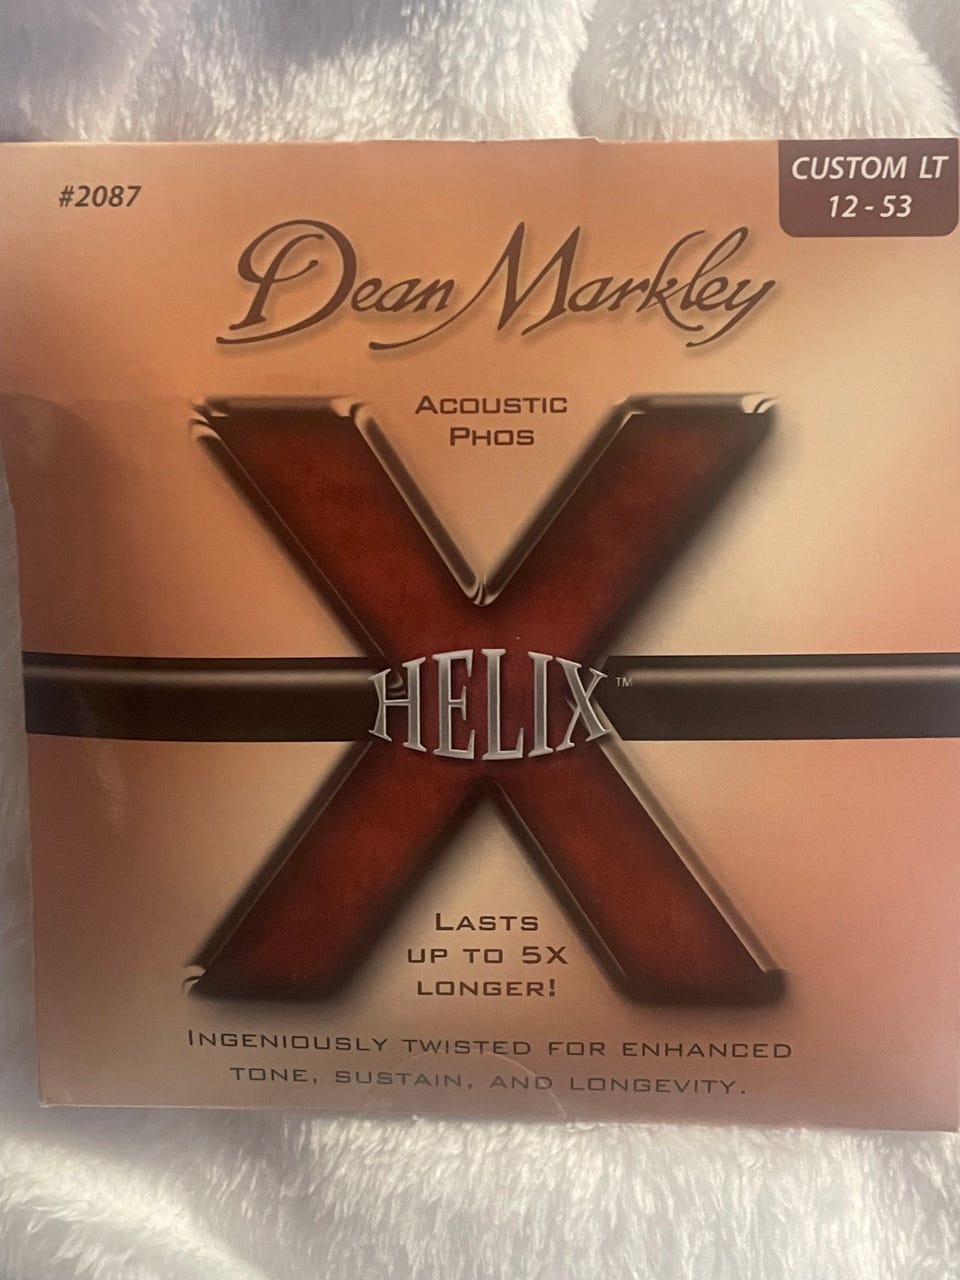 #2087
CUSTOM LT
12 - 53
Dean Markley
ACOUSTIC
PHOS
HELIX™
LASTS
UP TO 5X
LONGER!
INGENIOUSLY TWISTED FOR ENHANCED
TONE, SUSTAIN, AND LONGEVITY.